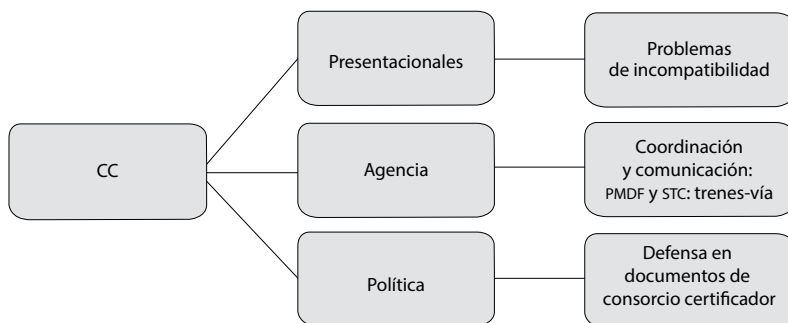 Presentacionales
Problemas
de incompatibilidad
CC
Agencia
Coordinación
y comunicación:
PMDF y STC: trenes-vía
Política
Defensa en
documentos de
consorcio certificador